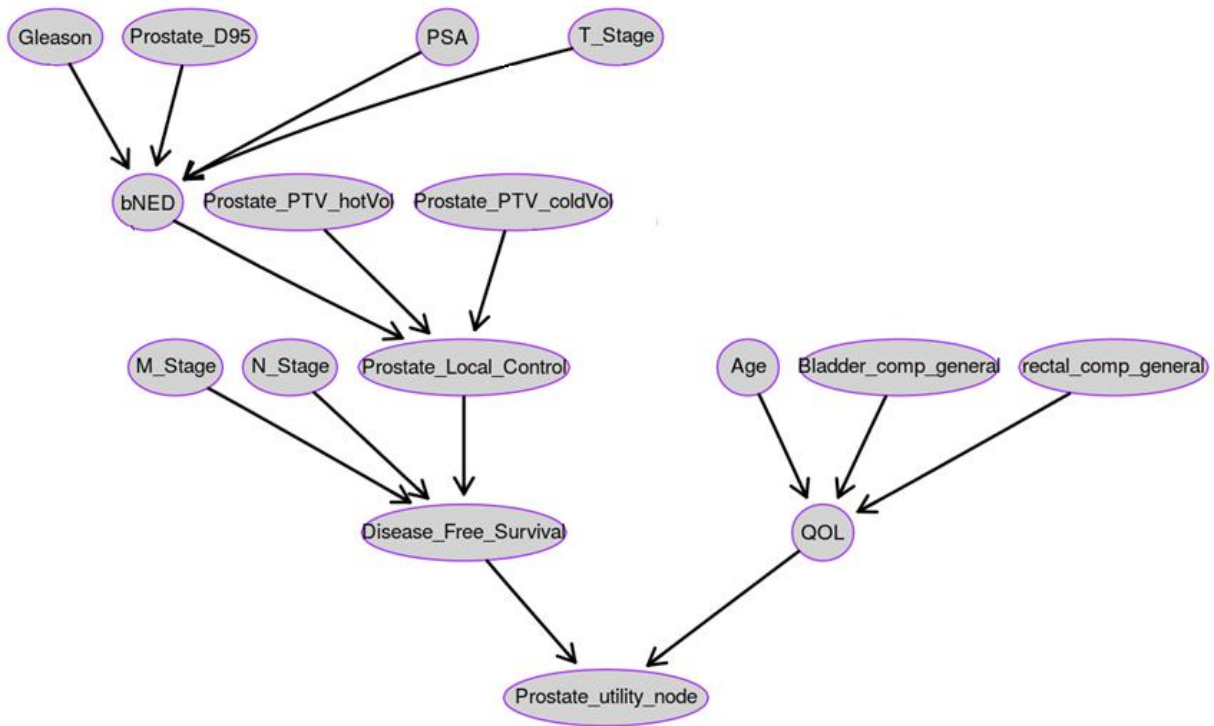 Gleason
Prostate_D95
PSA
T_Stage
bNED
Prostate_PTV_hotVol
Prostate_PTV_coldVol
M_Stage
N_Stage
Prostate_Local_Control
Age
Bladder_comp_general
rectal_comp_general
Disease_Free_Survival
QOL
Prostate_utility_node